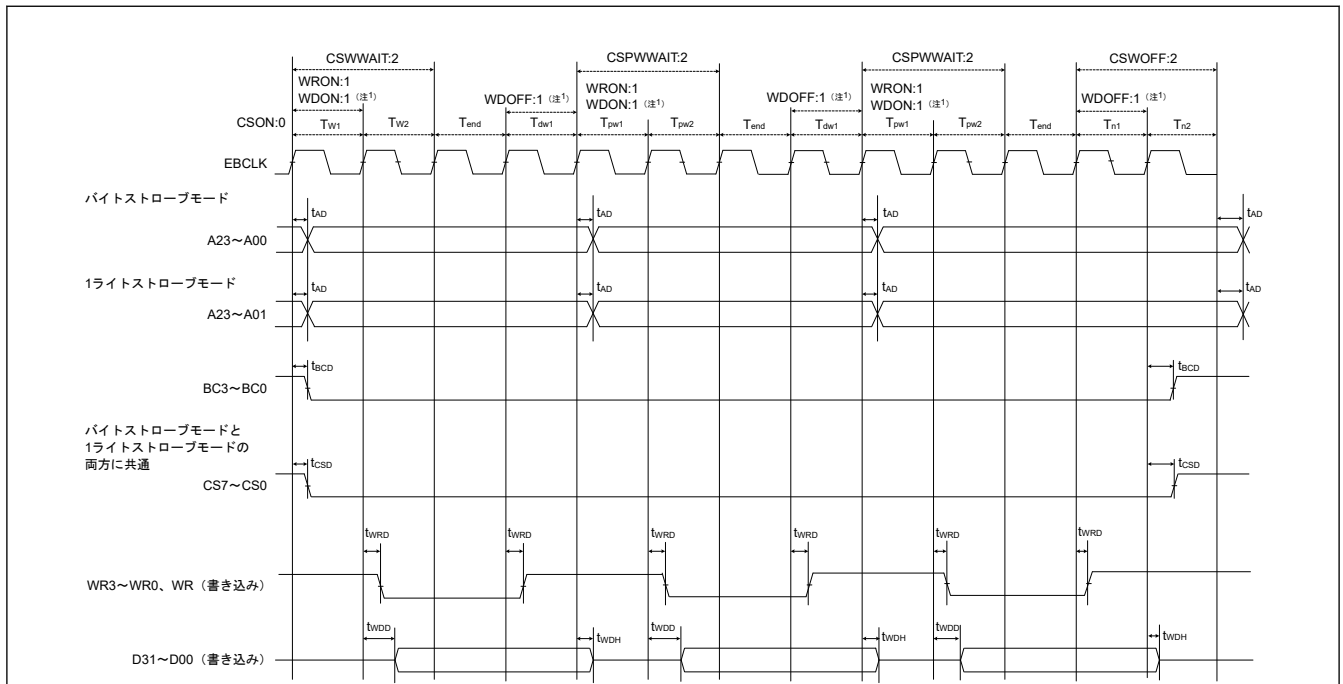 CSWWAIT:2 CSPWWAIT:2 CSPWWAIT:2 CSWOFF:2
WRON:1 WRON:1 WRON:1
WDON:1 (注1) WDOFF:1 (注1) WDON:1 (注1) WDOFF:1 (注1) WDON:1 (注1) WDOFF:1 (注1)
CSON:0 TW1 TW2 Tend Tdw1 Tpw1 Tpw2 Tend Tdw1 Tpw1 Tpw2 Tend Tn1 Tn2
EBCLK
バイトストローブモード
tAD tAD tAD tAD
A23~A00
1ライトストローブモード
tAD tAD tAD tAD
A23~A01
tBCD tBCD
BC3~BC0
バイトストローブモードと
1ライトストローブモードの
両方に共通
tCSD tCSD
CS7~CS0
tWRD tWRD tWRD tWRD tWRD tWRD
WR3~WR0、WR(書き込み)
tWDD tWDH tWDD tWDH tWDD tWDH
D31~D00(書き込み)